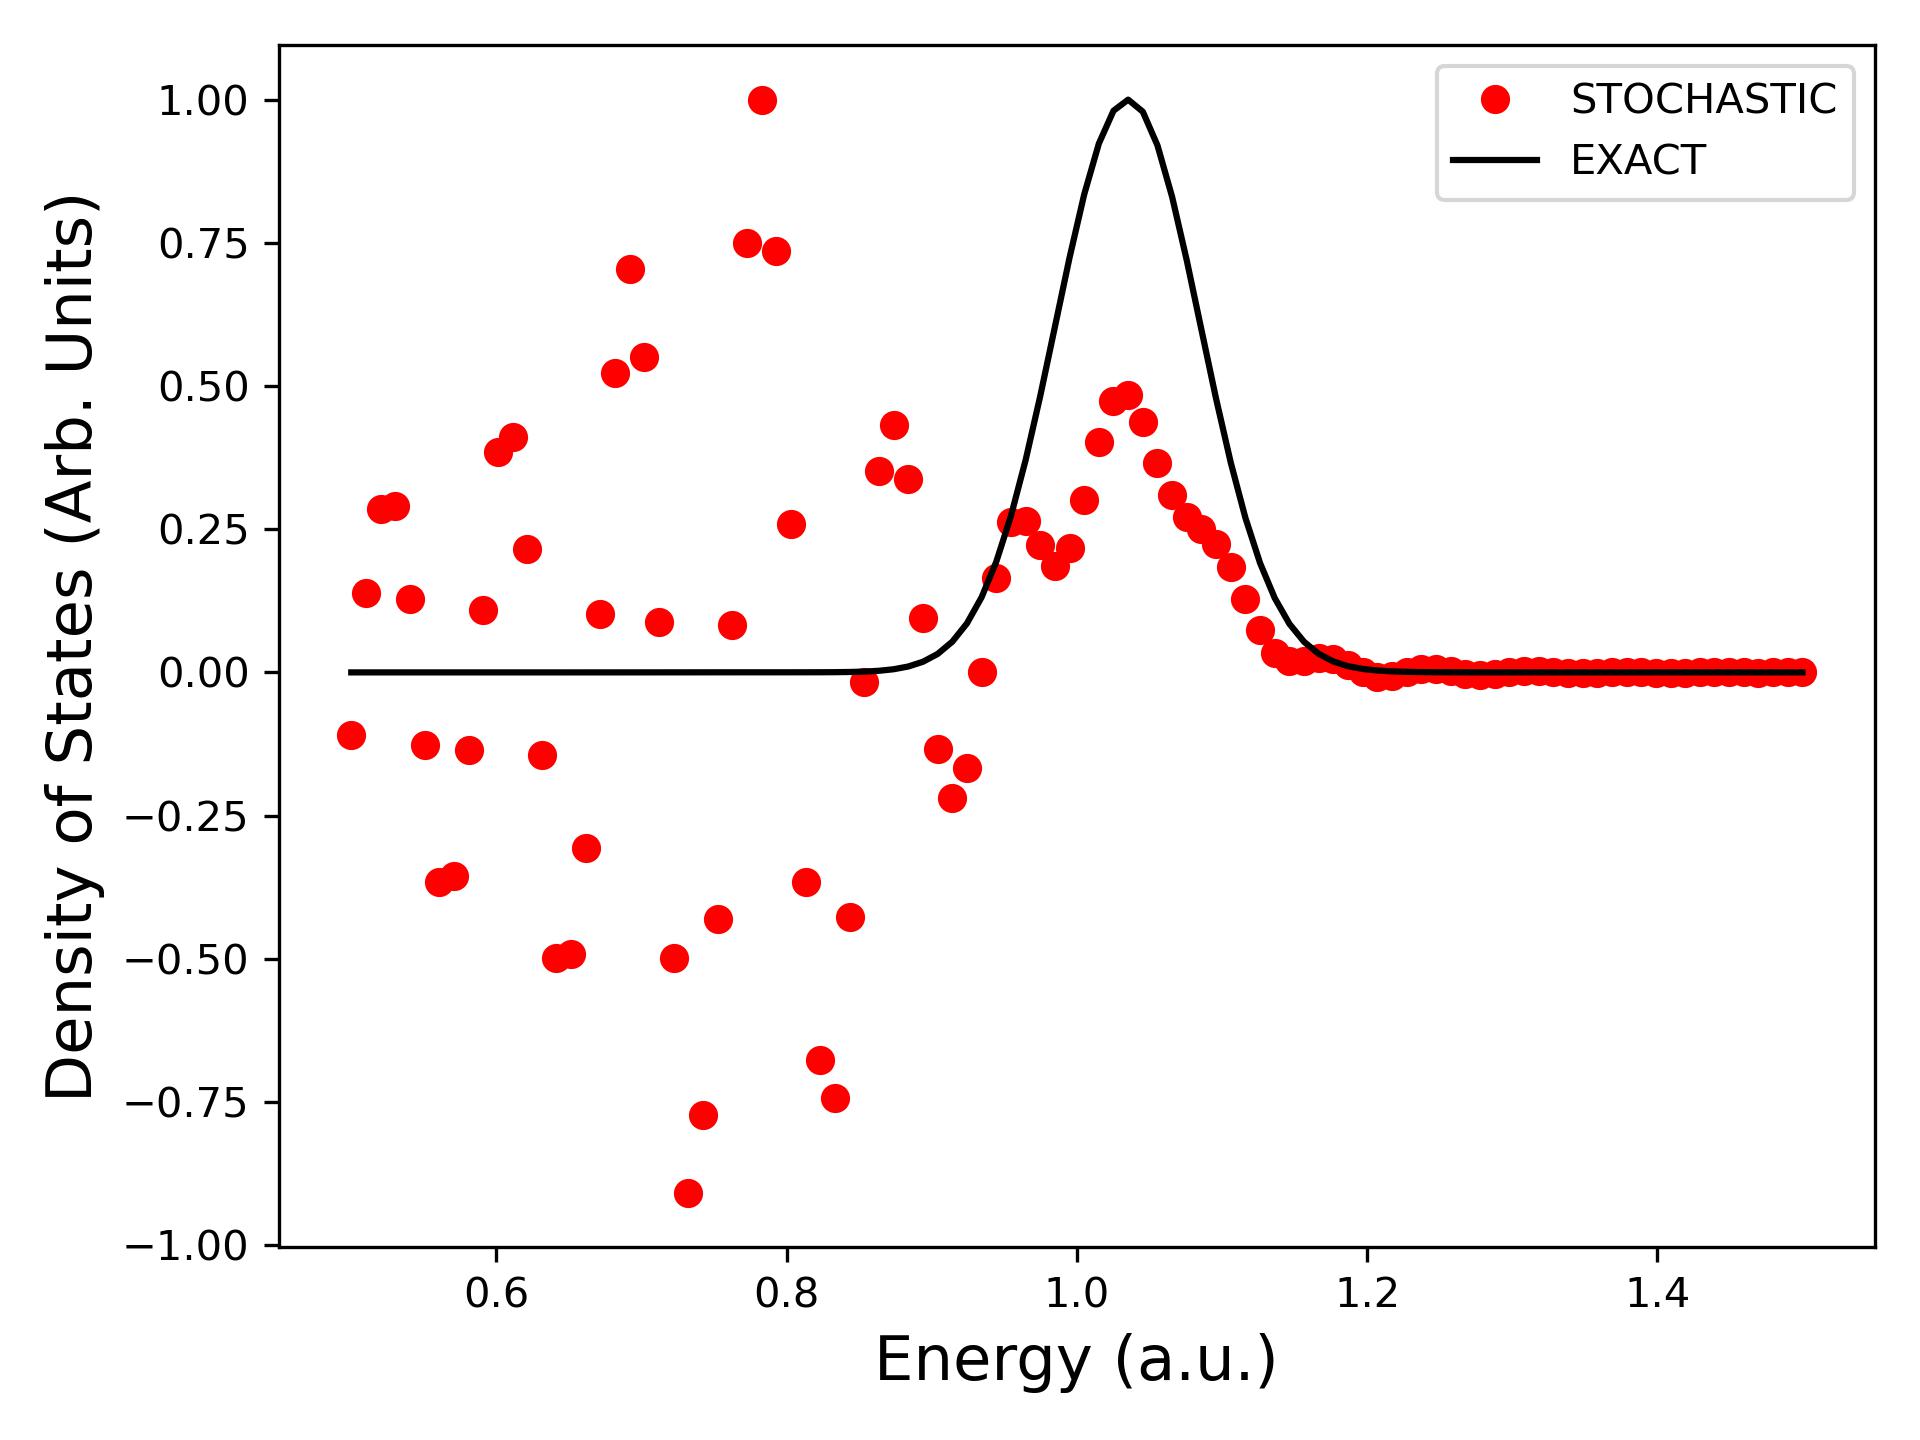 Density of States (Arb. Units)
1.00
0.75
0.50
0.25
0.00
−0.25
−0.50
−0.75
−1.00
STOCHASTIC
EXACT
0.6 0.8 1.0 1.2 1.4
Energy (a.u.)